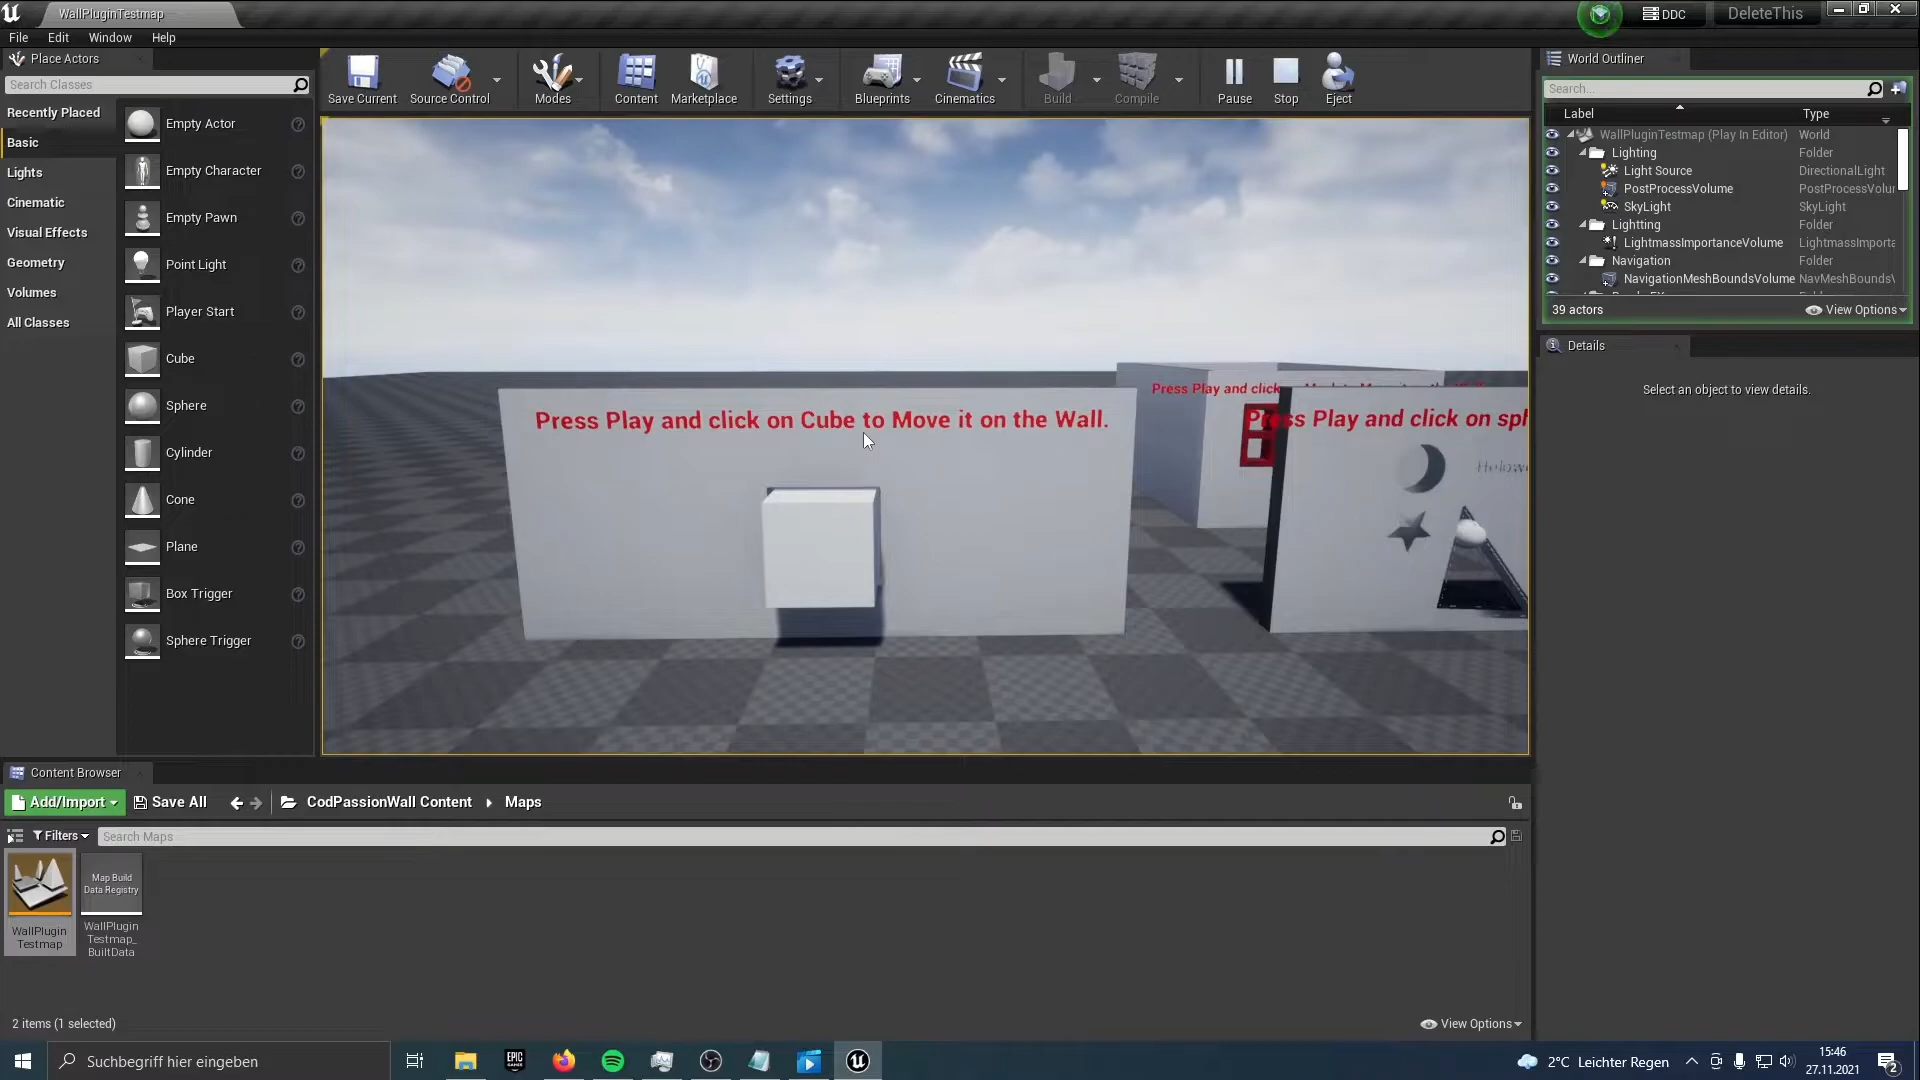 WallPluginTestmap
DDC
DeleteThis
File Edit Window Help
Place Actors
Search Classes
Recently Placed
Basic
Lights
Cinematic
Visual Effects
Geometry
Volumes
All Classes
Empty Actor
Empty Character
Empty Pawn
Point Light
Player Start
Cube
Sphere
Cylinder
Cone
Plane
Box Trigger
Sphere Trigger
Save Current
Source Control
Modes
Content
Marketplace
Settings
Blueprints
Cinematics
Build
Compile
Pause
Stop
Eject
Press Play and click on Cube to Move it on the Wall.
Press Play and click
Press Play and click on sph
World Outliner
Search...
Label Type
WallPluginTestmap (Play In Editor) World
Lighting Folder
Light Source DirectionalLight
PostProcessVolume PostProcessVolur
SkyLight SkyLight
Lightting Folder
LightmassImportanceVolume LightmassImporta
Navigation Folder
NavigationMeshBoundsVolume NavMeshBoundsV
39 actors
View Options
Details
Select an object to view details.
Content Browser
Add/Import
Save All
CodPassionWall Content Maps
Filters
Search Maps
Map Build
Data Registry
WallPlugin
Testmap
WallPlugin
Testmap_
BuiltData
2 items (1 selected)
View Options
Suchbegriff hier eingeben
EPIC
GAMES
2°C Leichter Regen
15:46
27.11.2021
2